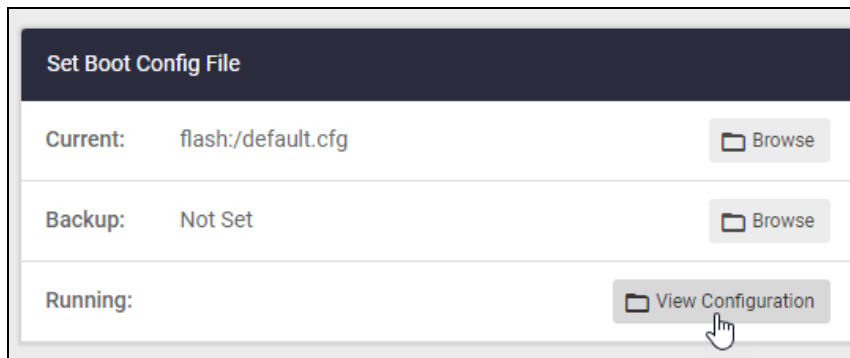 Set Boot Config File
Current: flash:/default.cfg Browse
Backup: Not Set Browse
Running: View Configuration